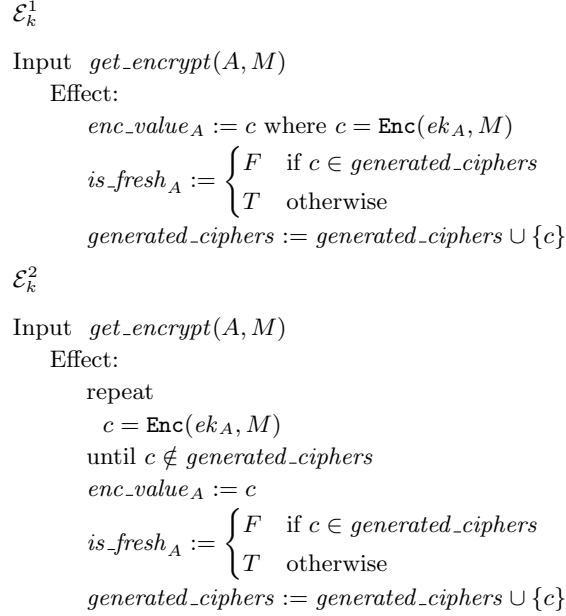 ℰ_k^1
Input get_encrypt(A, M)
Effect:
enc_value_A := c where c = Enc(ek_A, M)
is_fresh_A := { F if c ∈ generated_ciphers
T otherwise
generated_ciphers := generated_ciphers ∪ {c}
ℰ_k^2
Input get_encrypt(A, M)
Effect:
repeat
c = Enc(ek_A, M)
until c ∉ generated_ciphers
enc_value_A := c
is_fresh_A := { F if c ∈ generated_ciphers
T otherwise
generated_ciphers := generated_ciphers ∪ {c}